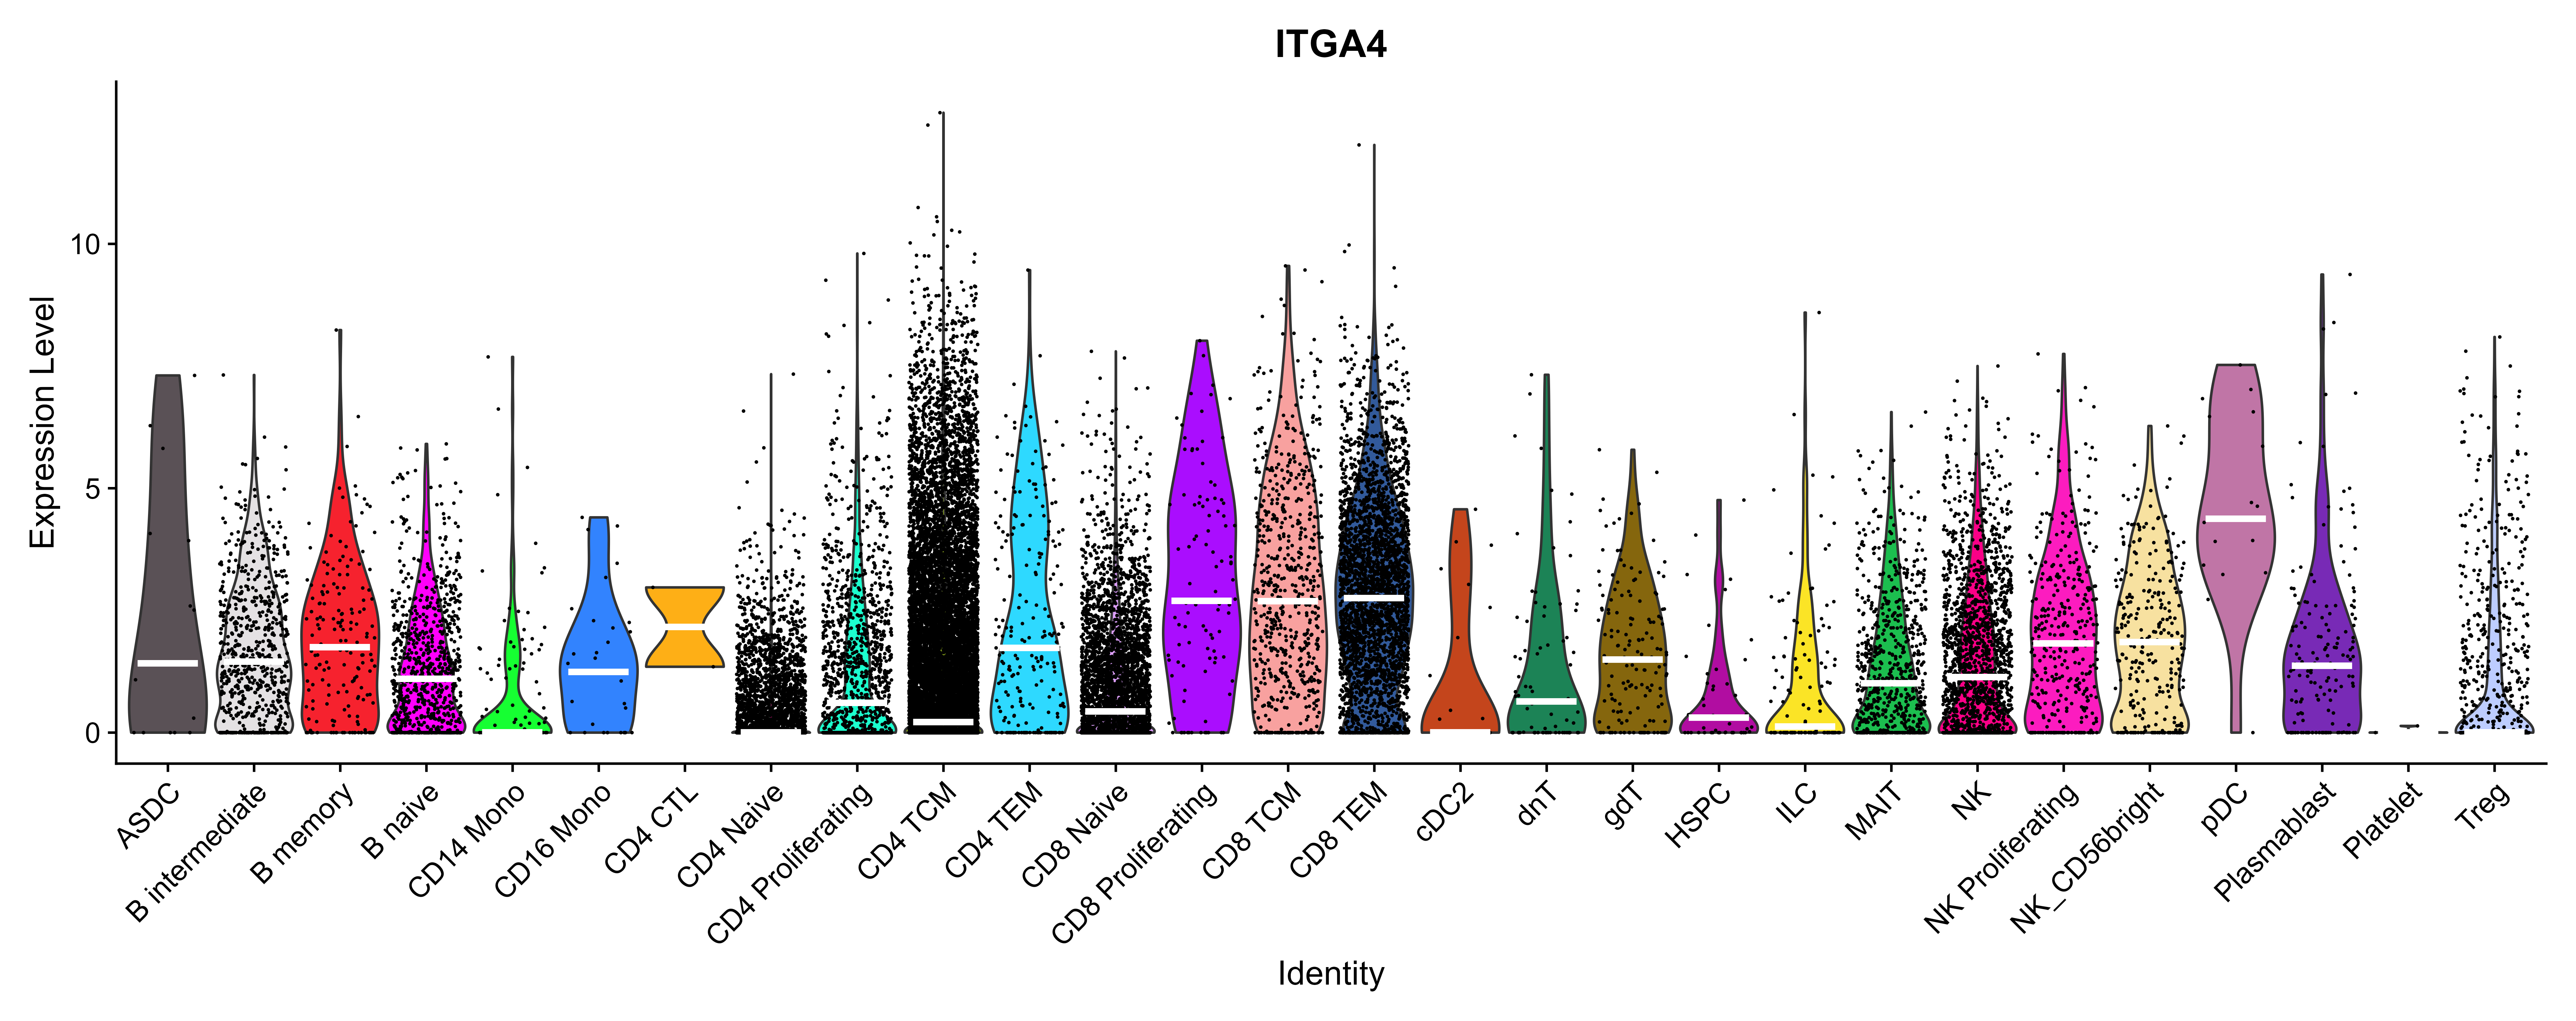 ITGA4
Expression Level
10
5
0
ASDC
B intermediate
B memory
B naive
CD14 Mono
CD16 Mono
CD4 CTL
CD4 Naive
CD4 Proliferating
CD4 TCM
CD4 TEM
CD8 Naive
CD8 Proliferating
CD8 TCM
CD8 TEM
cDC2
dnT
gdT
HSPC
ILC
MAIT
NK
NK Proliferating
NK_CD56bright
pDC
Plasmablast
Platelet
Treg
Identity